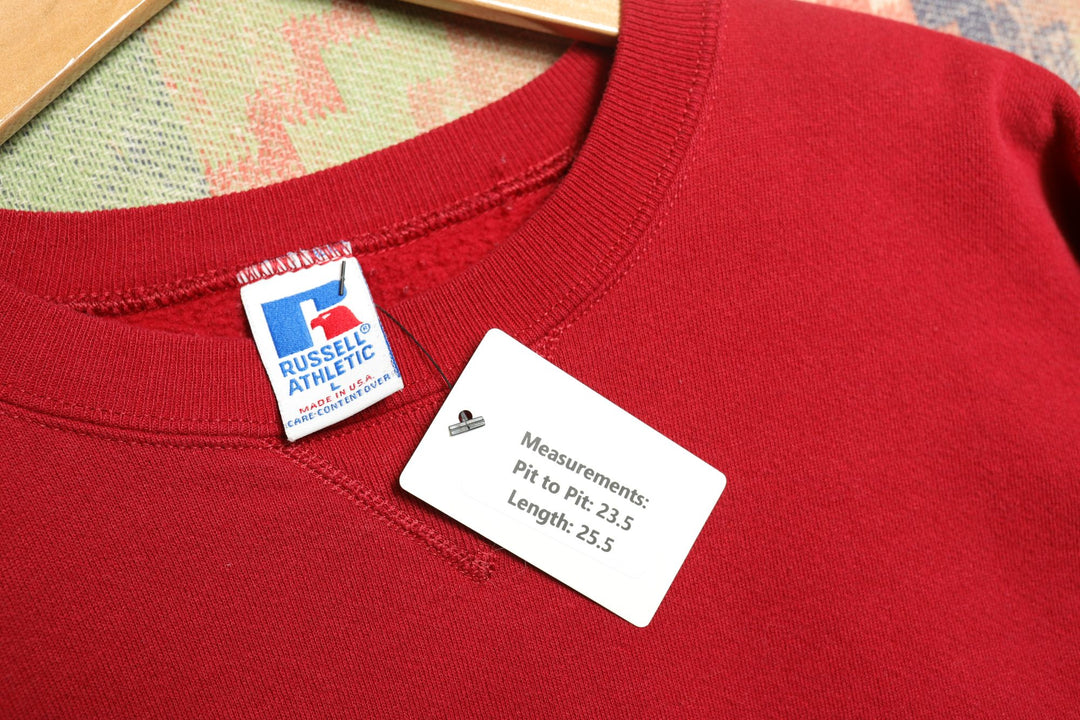 RUSSELL®
ATHLETIC
L
MADE IN U.S.A.
CARE-CONTENT OVER
Measurements:
Pit to Pit: 23.5
Length: 25.5